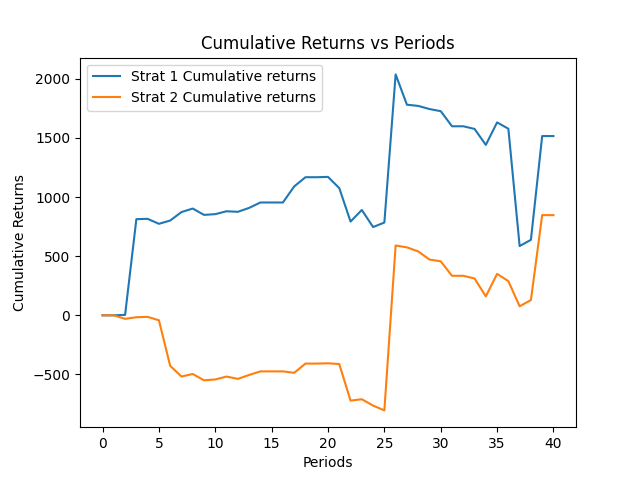 Cumulative Returns vs Periods
Strat 1 Cumulative returns
Strat 2 Cumulative returns
2000
1500
1000
500
0
−500
Cumulative Returns
0 5 10 15 20 25 30 35 40
Periods